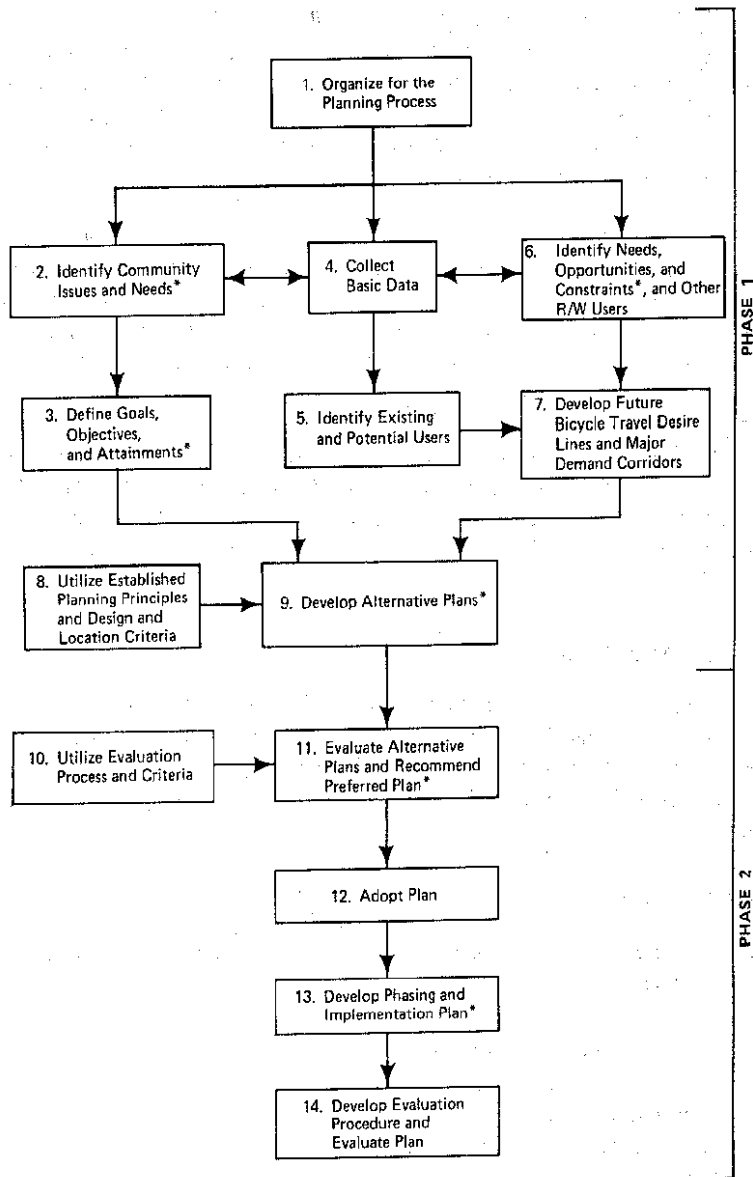 1. Organize for the
Planning Process
2. Identify Community
Issues and Needs*
4. Collect
Basic Data
6. Identify Needs,
Opportunities, and
Constraints*, and Other
R/W Users
3. Define Goals,
Objectives,
and Attainments*
5. Identify Existing
and Potential Users
7. Develop Future
Bicycle Travel Desire
Lines and Major
Demand Corridors
PHASE 1
8. Utilize Established
Planning Principles
and Design and
Location Criteria
9. Develop Alternative Plans*
10. Utilize Evaluation
Process and Criteria
11. Evaluate Alternative
Plans and Recommend
Preferred Plan*
12. Adopt Plan
13. Develop Phasing and
Implementation Plan*
14. Develop Evaluation
Procedure and
Evaluate Plan
PHASE 2